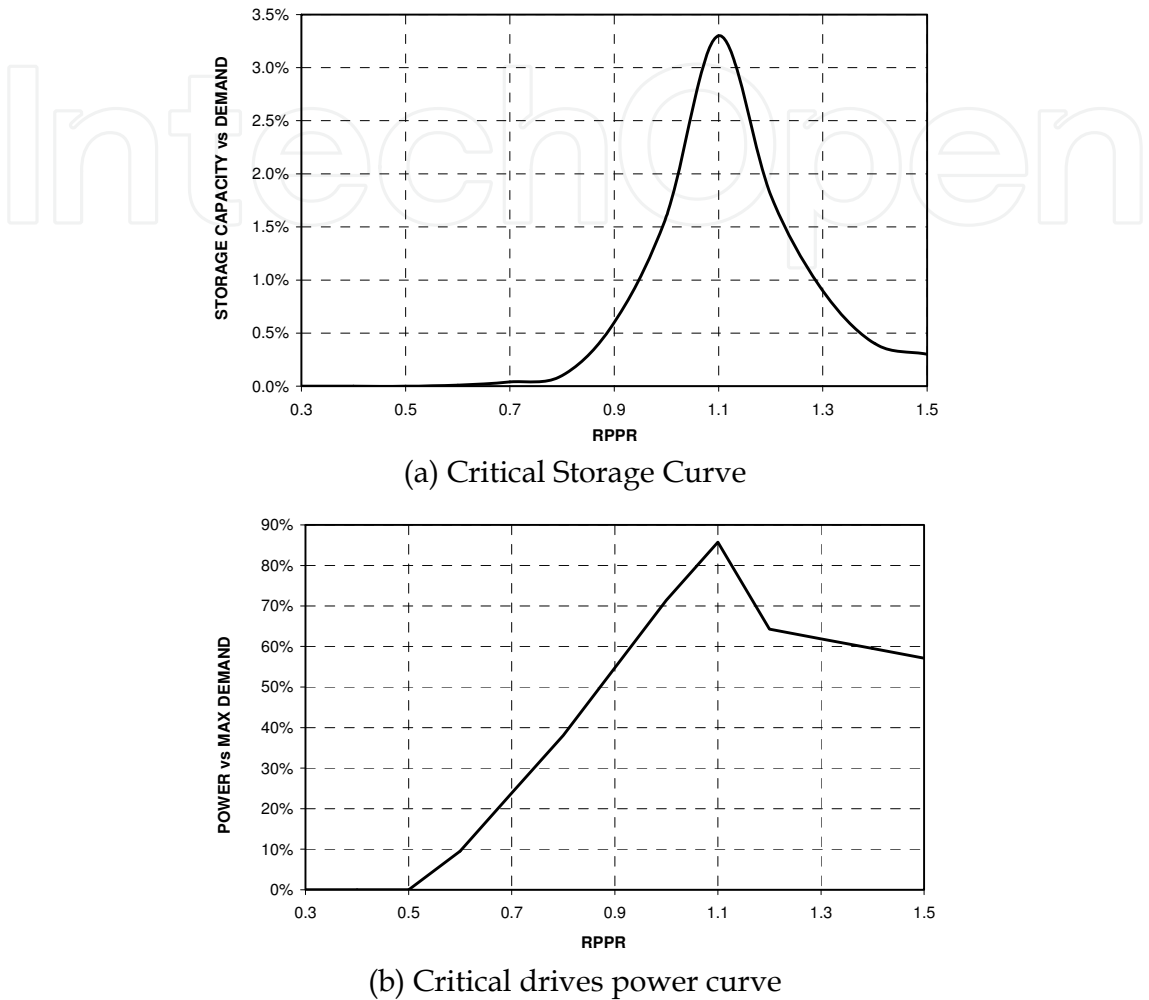 IntechOpen
3.5%
3.0%
2.5%
2.0%
1.5%
1.0%
0.5%
0.0%
STORAGE CAPACITY vs DEMAND
0.3 0.5 0.7 0.9 1.1 1.3 1.5
RPPR
(a) Critical Storage Curve
90%
80%
70%
60%
50%
40%
30%
20%
10%
0%
POWER vs MAX DEMAND
0.3 0.5 0.7 0.9 1.1 1.3 1.5
RPPR
(b) Critical drives power curve